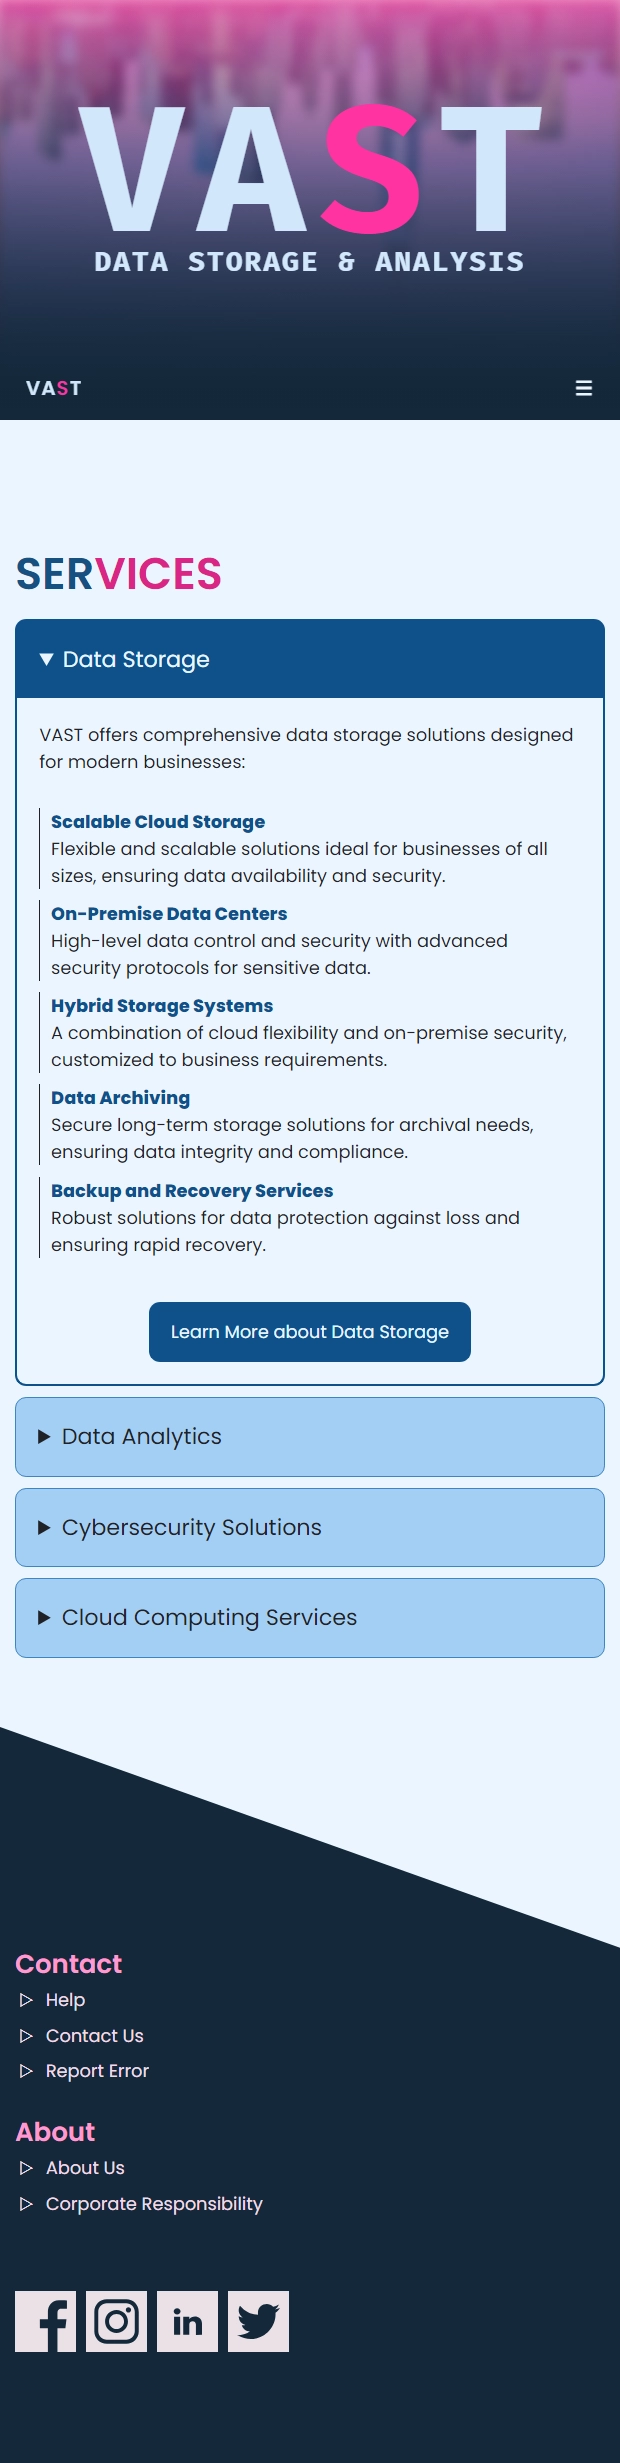 VAST
DATA STORAGE & ANALYSIS
VAST
SERVICES
Data Storage
VAST offers comprehensive data storage solutions designed
for modern businesses:
Scalable Cloud Storage
Flexible and scalable solutions ideal for businesses of all
sizes, ensuring data availability and security.
On-Premise Data Centers
High-level data control and security with advanced
security protocols for sensitive data.
Hybrid Storage Systems
A combination of cloud flexibility and on-premise security,
customized to business requirements.
Data Archiving
Secure long-term storage solutions for archival needs,
ensuring data integrity and compliance.
Backup and Recovery Services
Robust solutions for data protection against loss and
ensuring rapid recovery.
Learn More about Data Storage
Data Analytics
Cybersecurity Solutions
Cloud Computing Services
Contact
Help
Contact Us
Report Error
About
About Us
Corporate Responsibility